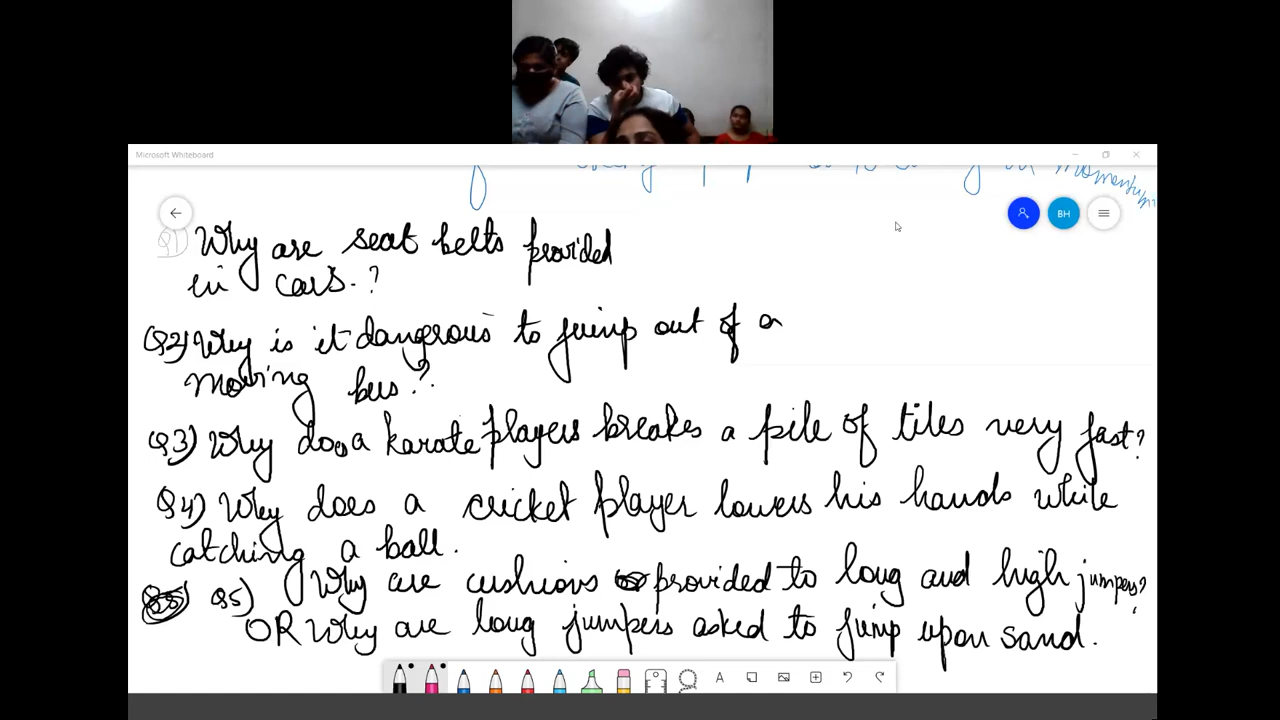 Microsoft Whiteboard
momentum
BH
Q1) Why are seat belts provided
in cars.?
Q2) Why is it dangrous to jump out of a
moving bus.?
Q3) Why does a karate players breakes a pile of tiles very fast?
Q4) Why does a cricket player lowers his hands while
catching a ball.
Q5) Why are cushions provided to long and high jumpers?
OR Why are long jumpers asked to jump upon sand.
A